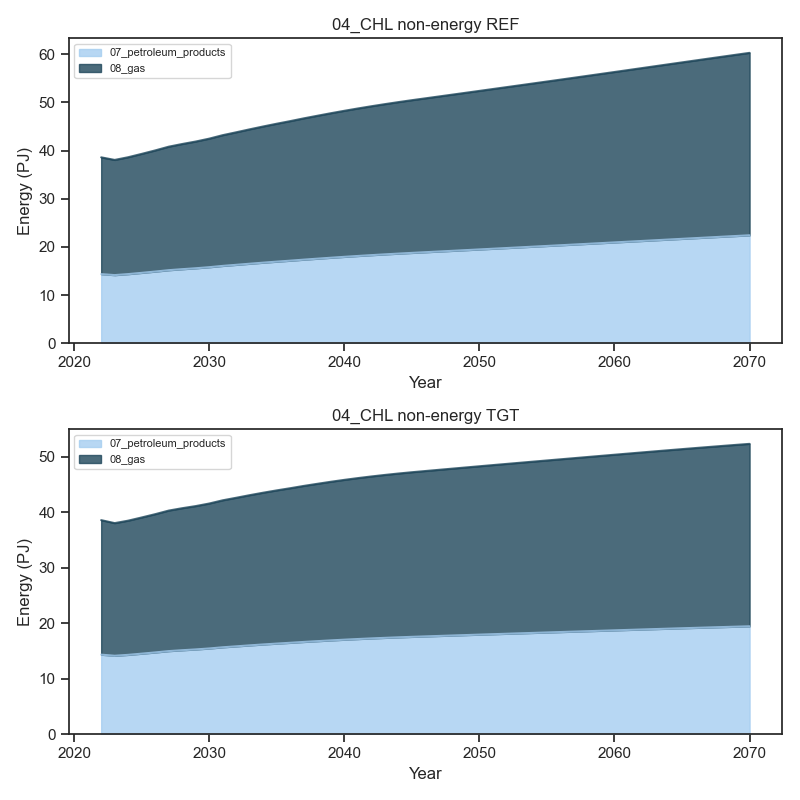 04_CHL non-energy REF
07_petroleum_products
08_gas
60
50
40
30
20
10
0
Energy (PJ)
2020 2030 2040 2050 2060 2070
Year
04_CHL non-energy TGT
07_petroleum_products
08_gas
50
40
30
20
10
0
Energy (PJ)
2020 2030 2040 2050 2060 2070
Year